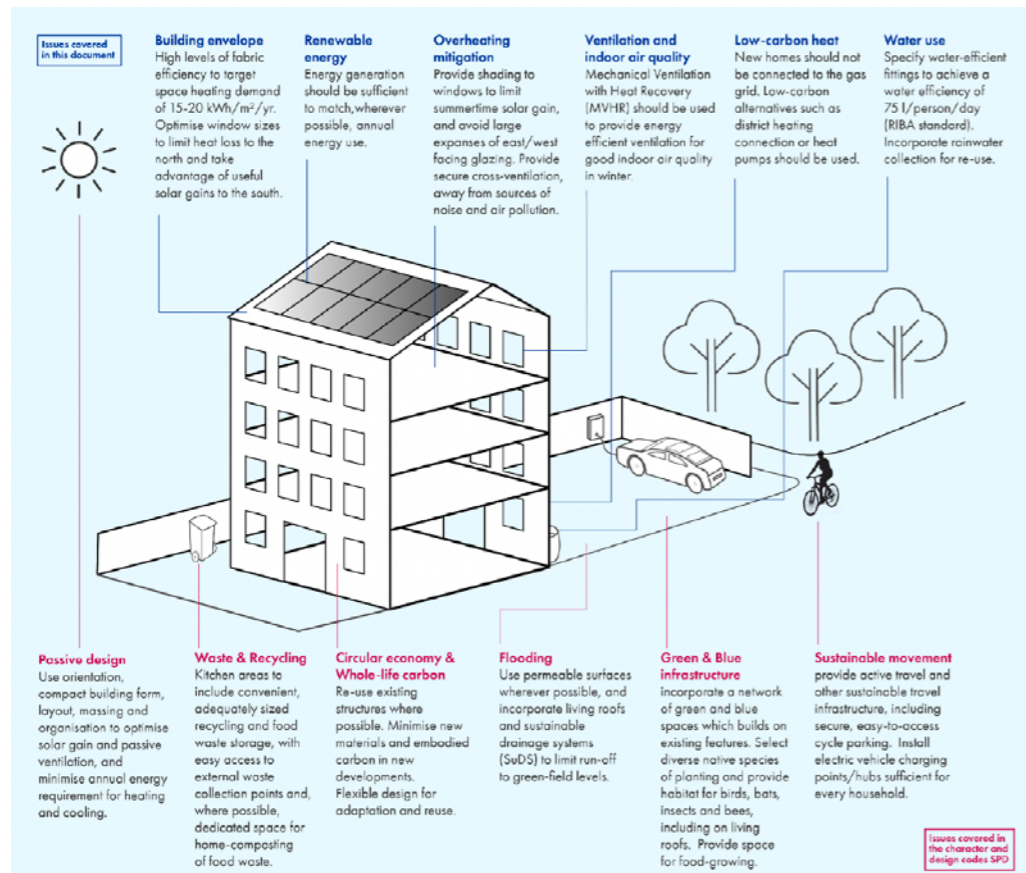 Issues covered
in this document
Building envelope
High levels of fabric
efficiency to target
space heating demand
of 15-20 kWh/m²/yr.
Optimise window sizes
to limit heat loss to the
north and take
advantage of useful
solar gains to the south.
Renewable
energy
Energy generation
should be sufficient
to match,wherever
possible, annual
energy use.
Overheating
mitigation
Provide shading to
windows to limit
summertime solar gain,
and avoid large
expanses of east/west
facing glazing. Provide
secure cross-ventilation,
away from sources of
noise and air pollution.
Ventilation and
indoor air quality
Mechanical Ventilation
with Heat Recovery
(MVHR) should be used
to provide energy
efficient ventilation for
good indoor air quality
in winter.
Low-carbon heat
New homes should not
be connected to the gas
grid. Low-carbon
alternatives such as
district heating
connection or heat
pumps should be used.
Water use
Specify water-efficient
fittings to achieve a
water efficiency of
75 l/person/day
(RIBA standard).
Incorporate rainwater
collection for re-use.
Passive design
Use orientation,
compact building form,
layout, massing and
organisation to optimise
solar gain and passive
ventilation, and
minimise annual energy
requirement for heating
and cooling.
Waste & Recycling
Kitchen areas to
include convenient,
adequately sized
recycling and food
waste storage, with
easy access to
external waste
collection points and,
where possible,
dedicated space for
home-composting
of food waste.
Circular economy &
Whole-life carbon
Re-use existing
structures where
possible. Minimise new
materials and embodied
carbon in new
developments.
Flexible design for
adaptation and reuse.
Flooding
Use permeable surfaces
wherever possible, and
incorporate living roofs
and sustainable
drainage systems
(SuDS) to limit run-off
to green-field levels.
Green & Blue
infrastructure
incorporate a network
of green and blue
spaces which builds on
existing features. Select
diverse native species
of planting and provide
habitat for birds, bats,
insects and bees,
including on living
roofs. Provide space
for food-growing.
Sustainable movement
provide active travel and
other sustainable travel
infrastructure, including
secure, easy-to-access
cycle parking. Install
electric vehicle charging
points/hubs sufficient for
every household.
Issues covered in
the character and
design codes SPD